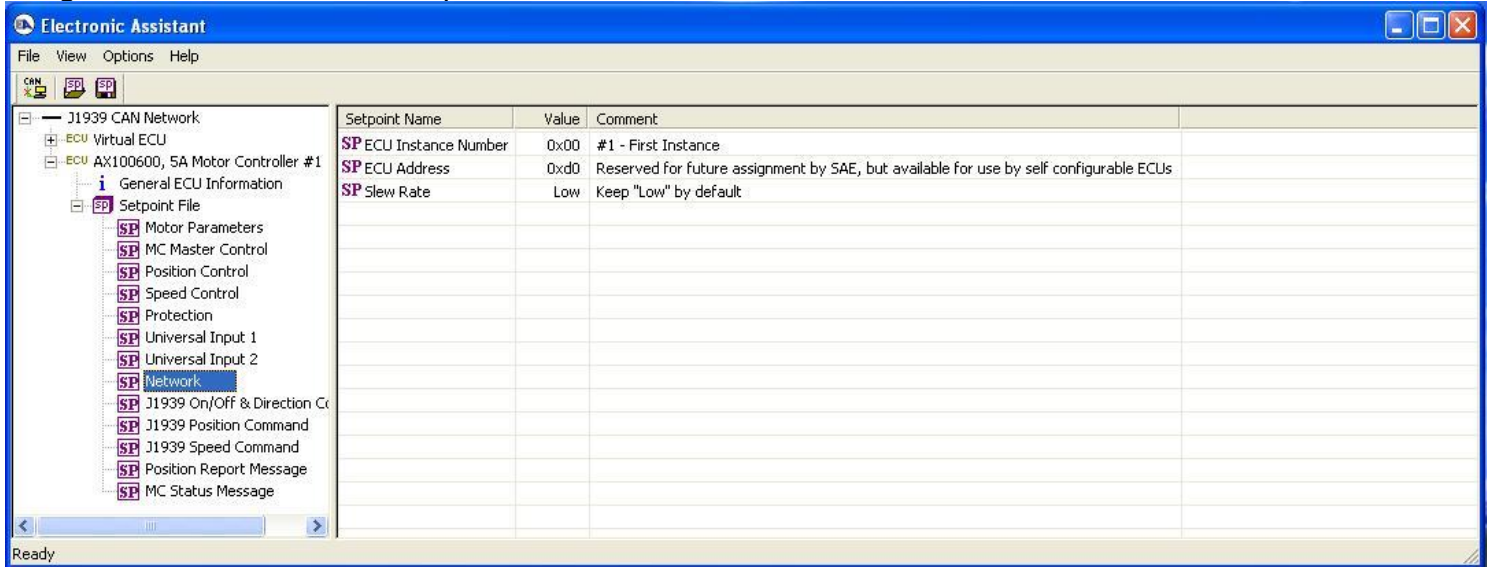 Electronic Assistant
File View Options Help
CAN SP SP
J1939 CAN Network
ECU Virtual ECU
ECU AX100600, 5A Motor Controller #1
i General ECU Information
SP Setpoint File
SP Motor Parameters
SP MC Master Control
SP Position Control
SP Speed Control
SP Protection
SP Universal Input 1
SP Universal Input 2
SP Network
SP J1939 On/Off & Direction Co
SP J1939 Position Command
SP J1939 Speed Command
SP Position Report Message
SP MC Status Message
Setpoint Name Value Comment
SP ECU Instance Number 0x00 #1 - First Instance
SP ECU Address 0xd0 Reserved for future assignment by SAE, but available for use by self configurable ECUs
SP Slew Rate Low Keep "Low" by default
Ready